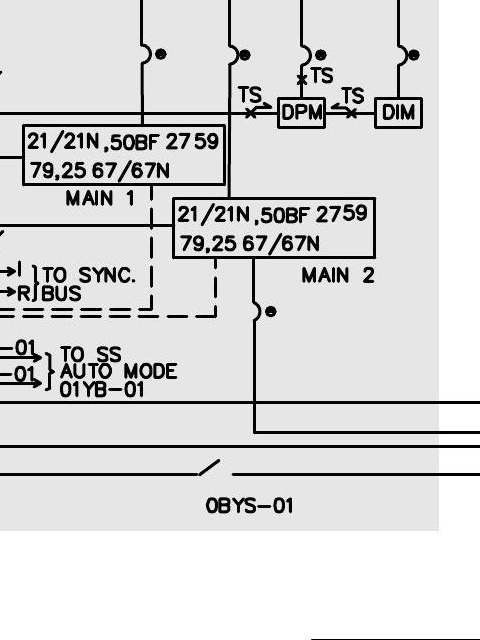 TS
TS
TS
DPM
DIM
21/21N,50BF 2759
79,25 67/67N
MAIN 1
21/21N,50BF 2759
79,25 67/67N
MAIN 2
I
TO SYNC.
R
BUS
-01
TO SS
-01
AUTO MODE
01YB-01
0BYS-01